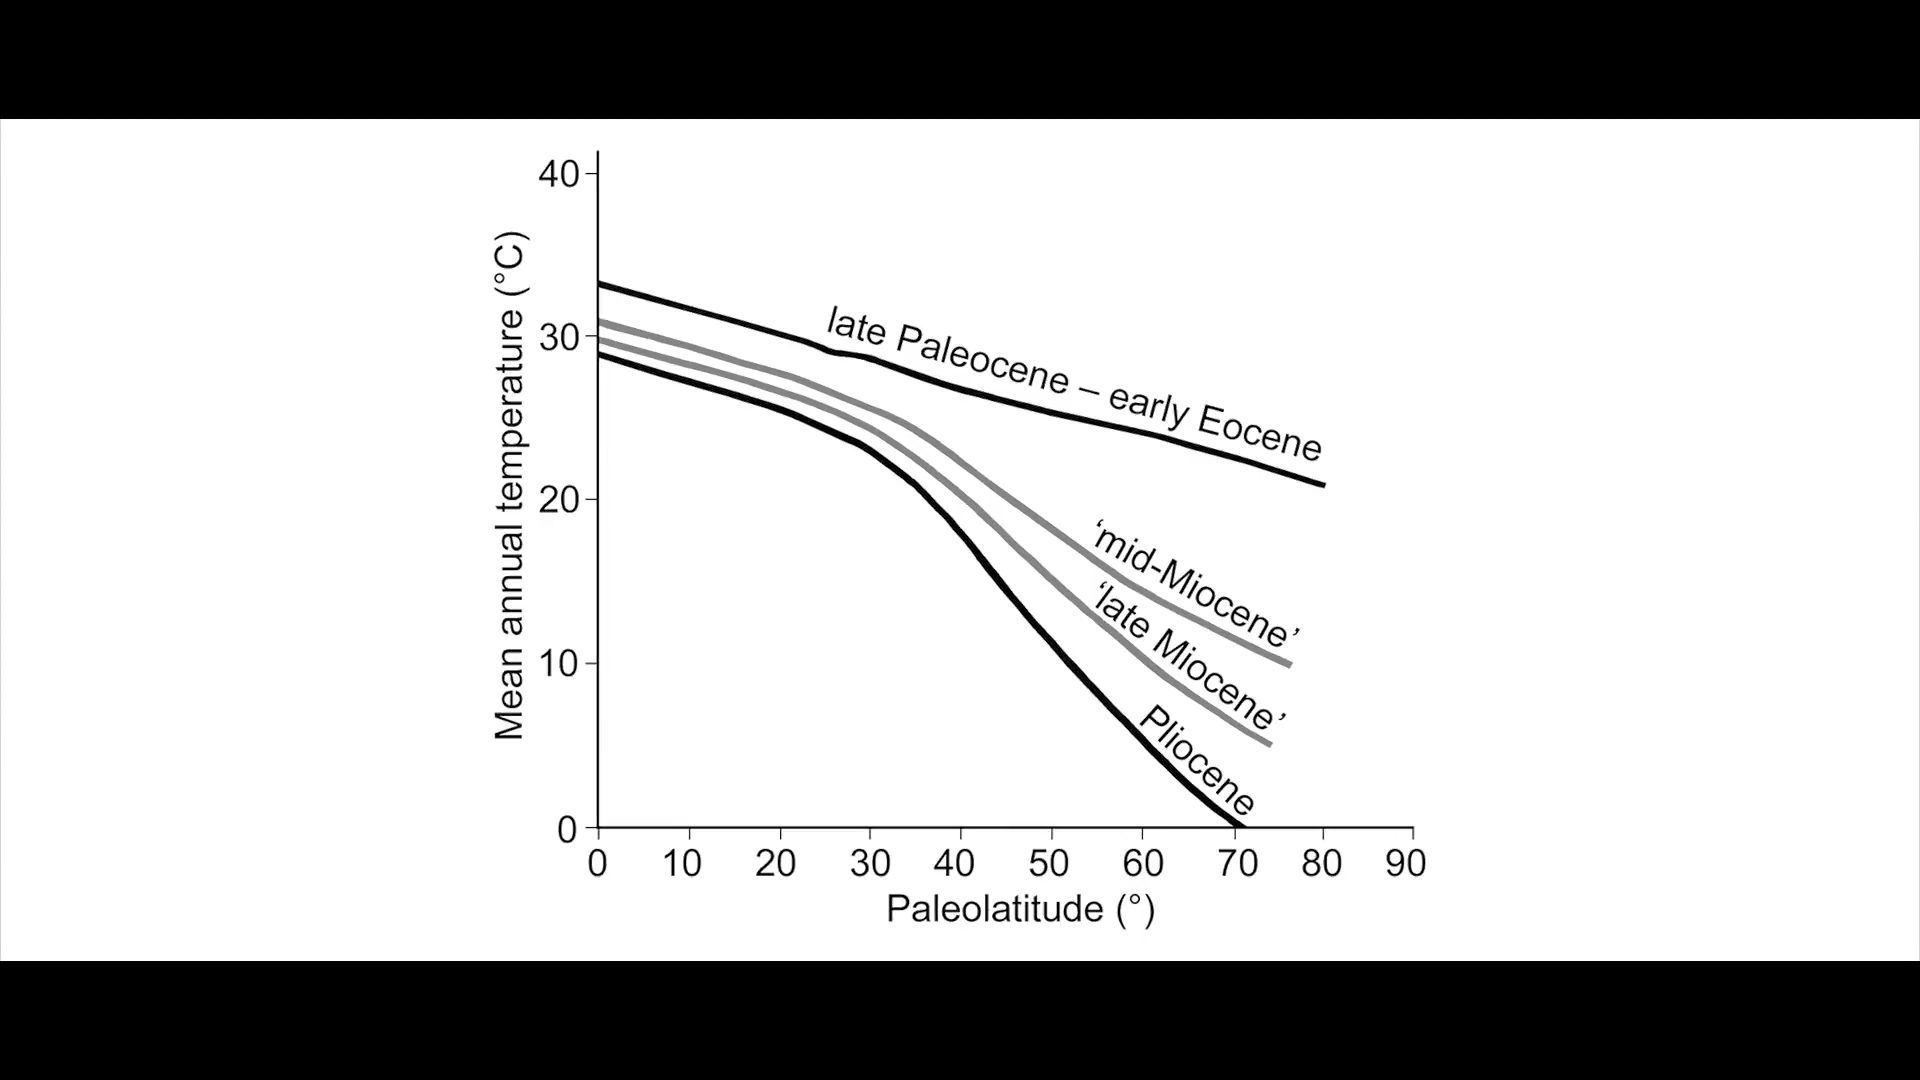 40
30
20
10
0
Mean annual temperature (°C)
late Paleocene – early Eocene
‘mid-Miocene’
‘late Miocene’
Pliocene
0 10 20 30 40 50 60 70 80 90
Paleolatitude (°)